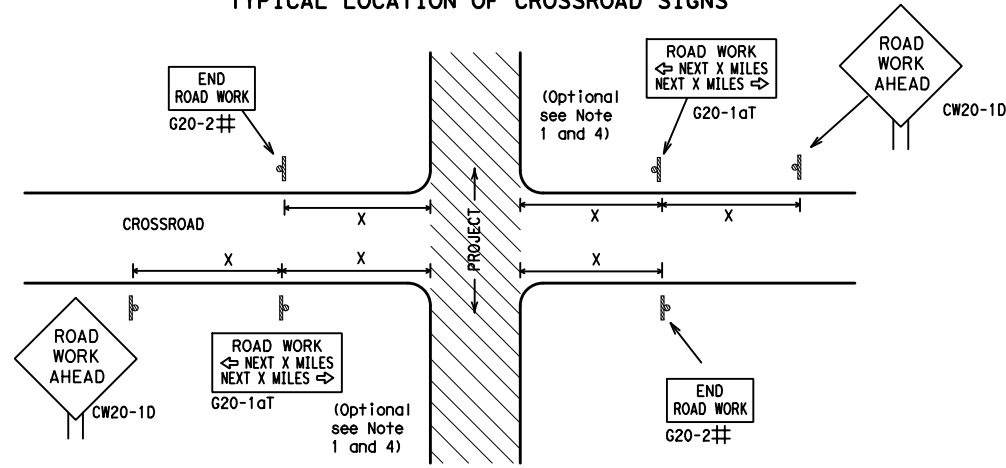 TYPICAL LOCATION OF CROSSROAD SIGNS
END
ROAD WORK
G20-2#
ROAD WORK
⇦ NEXT X MILES
NEXT X MILES ⇨
G20-1aT
ROAD
WORK
AHEAD
CW20-1D
(Optional
see Note
1 and 4)
X
X
X
CROSSROAD
PROJECT
X
X
X
ROAD
WORK
AHEAD
CW20-1D
ROAD WORK
⇦ NEXT X MILES
NEXT X MILES ⇨
G20-1aT
(Optional
see Note
1 and 4)
END
ROAD WORK
G20-2#